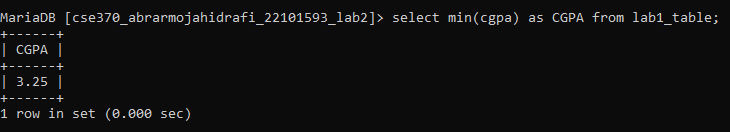 MariaDB [cse370_abrarmojahidrafi_22101593_lab2]> select min(cgpa) as CGPA from lab1_table;
+------+
| CGPA |
+------+
| 3.25 |
+------+
1 row in set (0.000 sec)